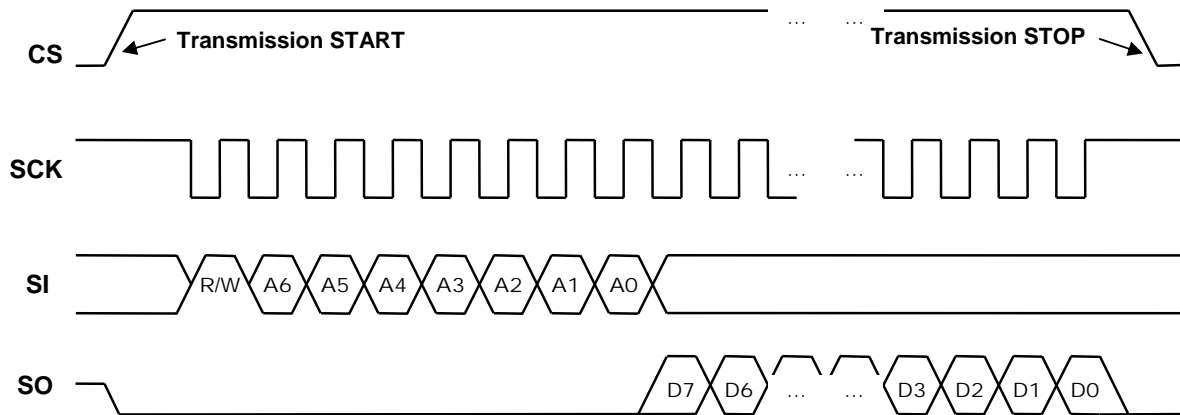 ... ...
CS Transmission START Transmission STOP
SCK ... ...
SI R/W A6 A5 A4 A3 A2 A1 A0
SO D7 D6 ... ... D3 D2 D1 D0